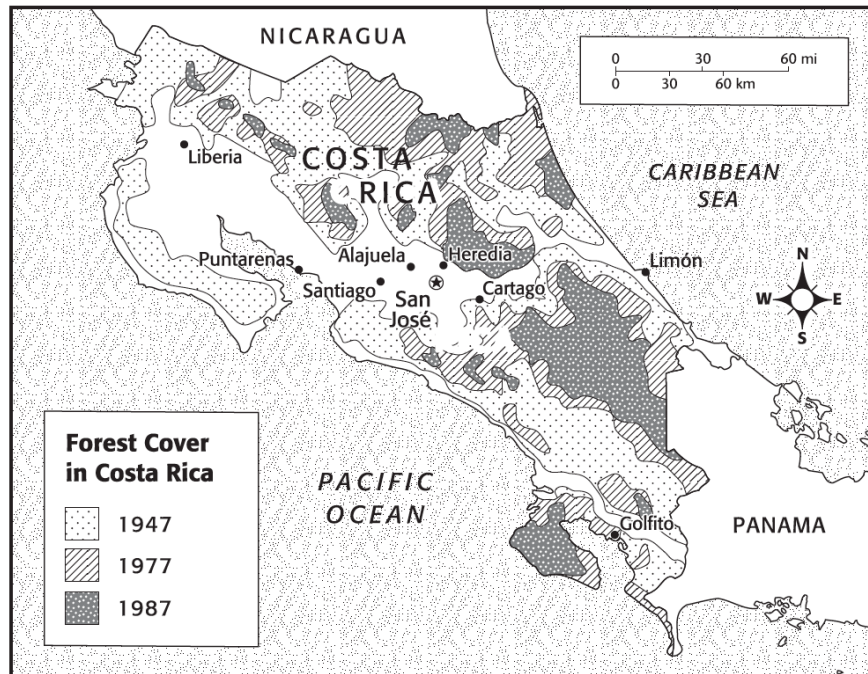 NICARAGUA
0 30 60 mi
0 30 60 km
COSTA
RICA
CARIBBEAN
SEA
Liberia
Puntarenas
Alajuela
Heredia
Limón
Santiago
San
José
Cartago
N
W E
S
Forest Cover
in Costa Rica
1947
1977
1987
PACIFIC
OCEAN
Golfito
PANAMA